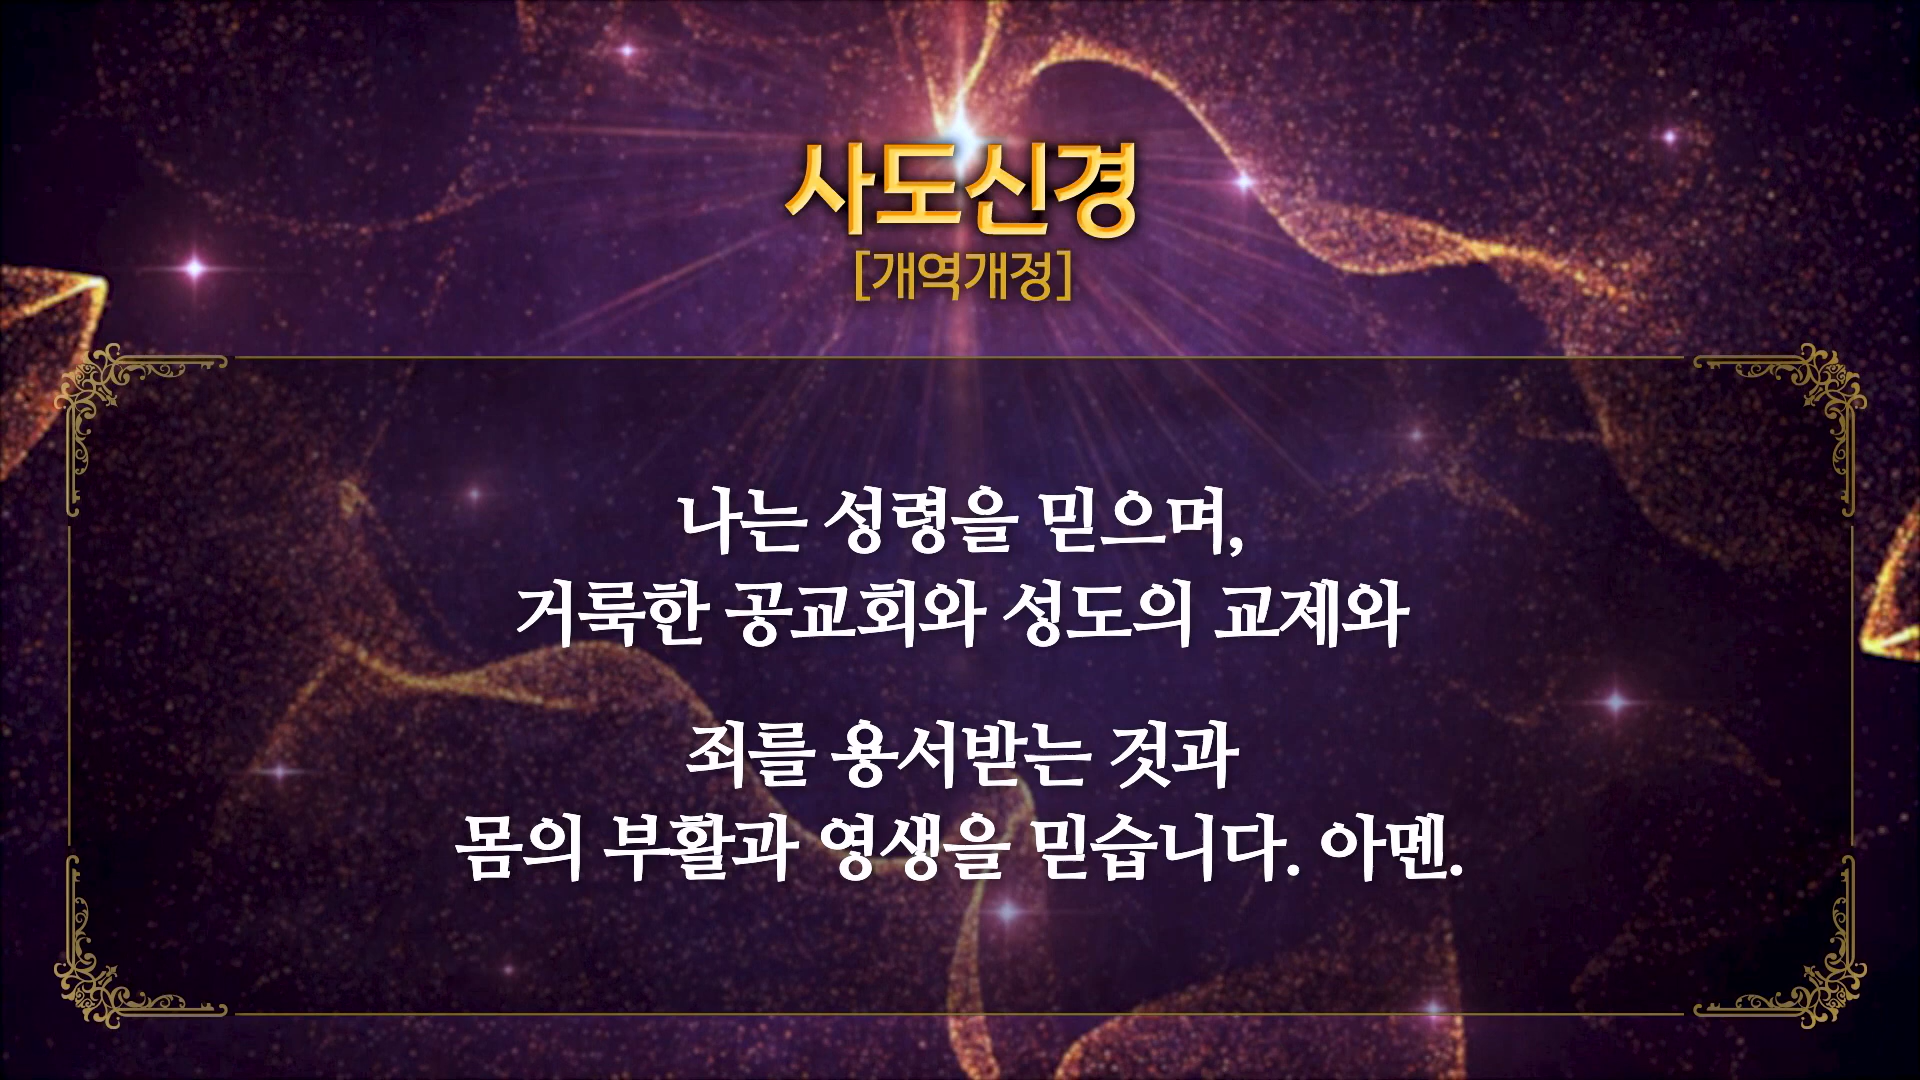 사도신경
[개역개정]
나는 성령을 믿으며,
거룩한 공교회와 성도의 교제와
죄를 용서받는 것과
몸의 부활과 영생을 믿습니다. 아멘.